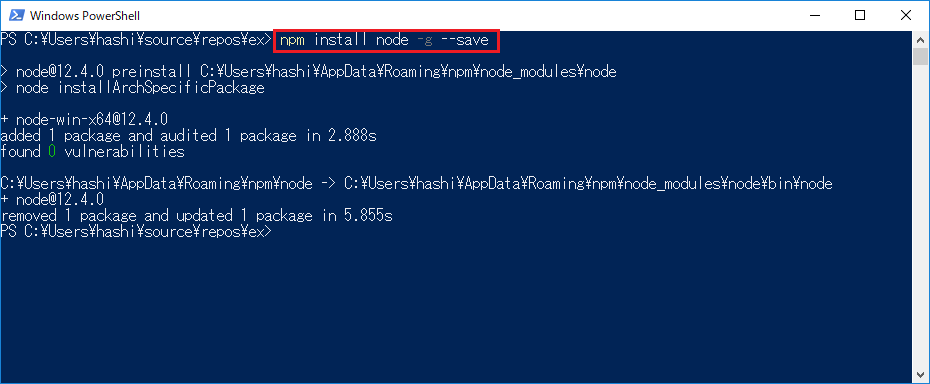 Windows PowerShell
PS C:¥Users¥hashi¥source¥repos¥ex> npm install node -g --save
> node@12.4.0 preinstall C:¥Users¥hashi¥AppData¥Roaming¥npm¥node_modules¥node
> node installArchSpecificPackage
+ node-win-x64@12.4.0
added 1 package and audited 1 package in 2.888s
found 0 vulnerabilities
C:¥Users¥hashi¥AppData¥Roaming¥npm¥node -> C:¥Users¥hashi¥AppData¥Roaming¥npm¥node_modules¥node¥bin¥node
+ node@12.4.0
removed 1 package and updated 1 package in 5.855s
PS C:¥Users¥hashi¥source¥repos¥ex>